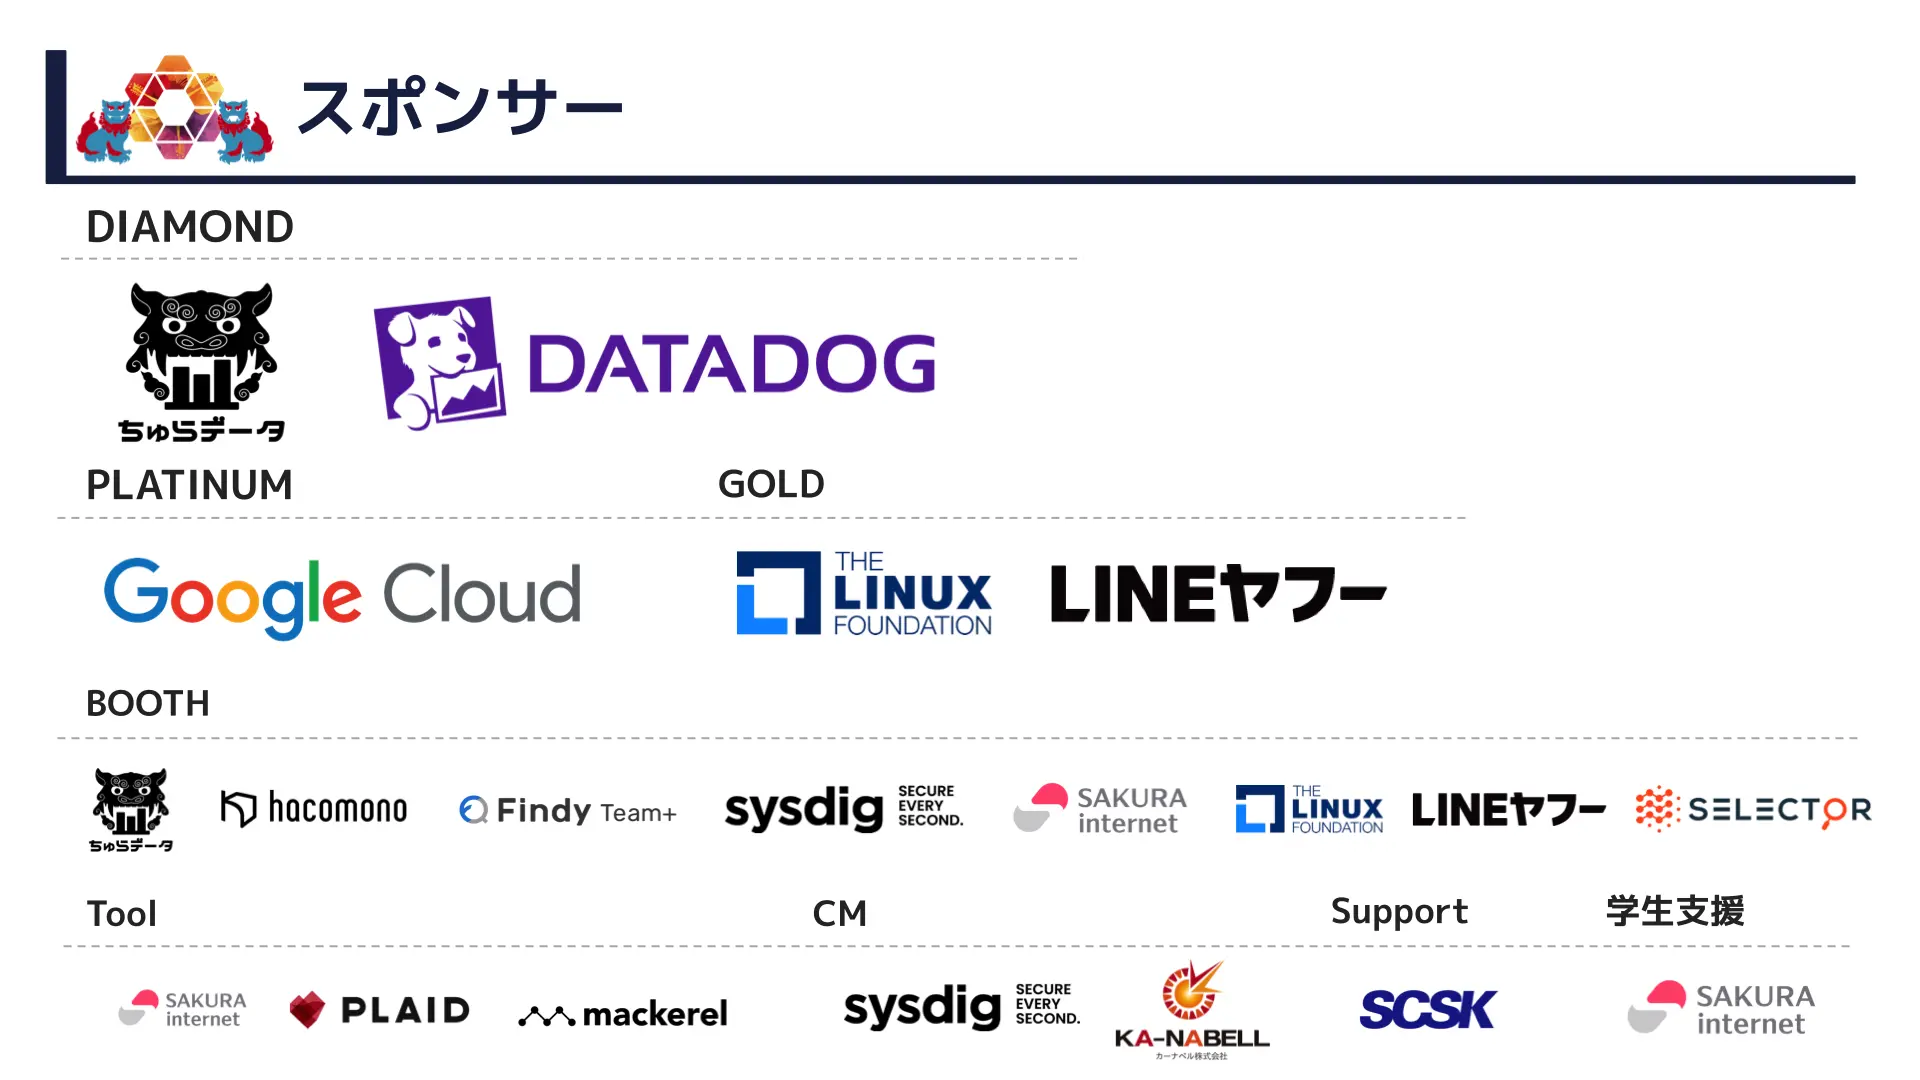 スポンサー
DIAMOND
ちゅらデータ
DATADOG
PLATINUM
Google Cloud
GOLD
THE
LINUX
FOUNDATION
LINEヤフー
BOOTH
ちゅらデータ
hacomono
Findy Team+
sysdig
SECURE
EVERY
SECOND.
SAKURA
internet
THE
LINUX
FOUNDATION
LINEヤフー
SELECTOR
Tool
SAKURA
internet
PLAID
mackerel
CM
sysdig
SECURE
EVERY
SECOND.
KA-NABELL
カーナベル株式会社
Support
SCSK
学生支援
SAKURA
internet